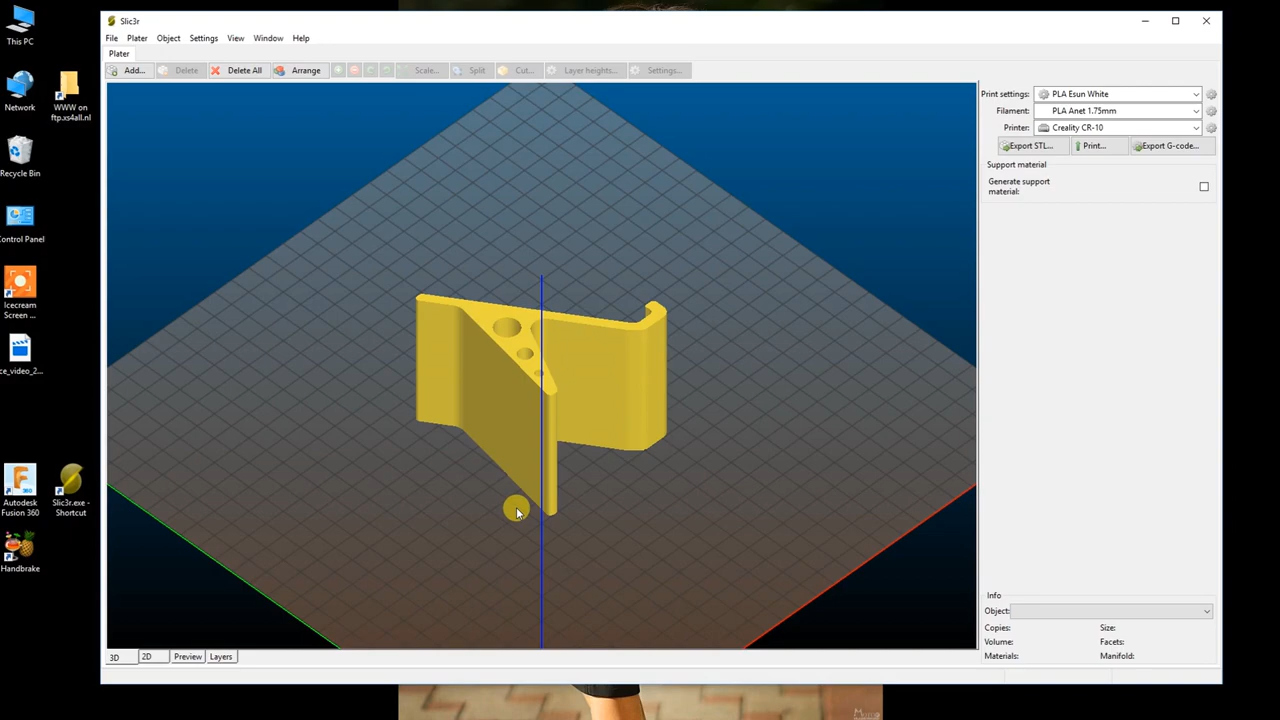 This PC
Network
WWW on
ftp.xs4all.nl
Recycle Bin
Control Panel
Icecream
Screen ...
ce_video_2...
Autodesk
Fusion 360
Slic3r.exe -
Shortcut
Handbrake
Slic3r
File Plater Object Settings View Window Help
Plater
Add... Delete Delete All Arrange Scale... Split Cut... Layer heights... Settings...
Print settings: PLA Esun White
Filament: PLA Anet 1.75mm
Printer: Creality CR-10
Export STL... Print... Export G-code...
Support material
Generate support
material:
Info
Object:
Copies: Size:
Volume: Facets:
Materials: Manifold:
3D 2D Preview Layers